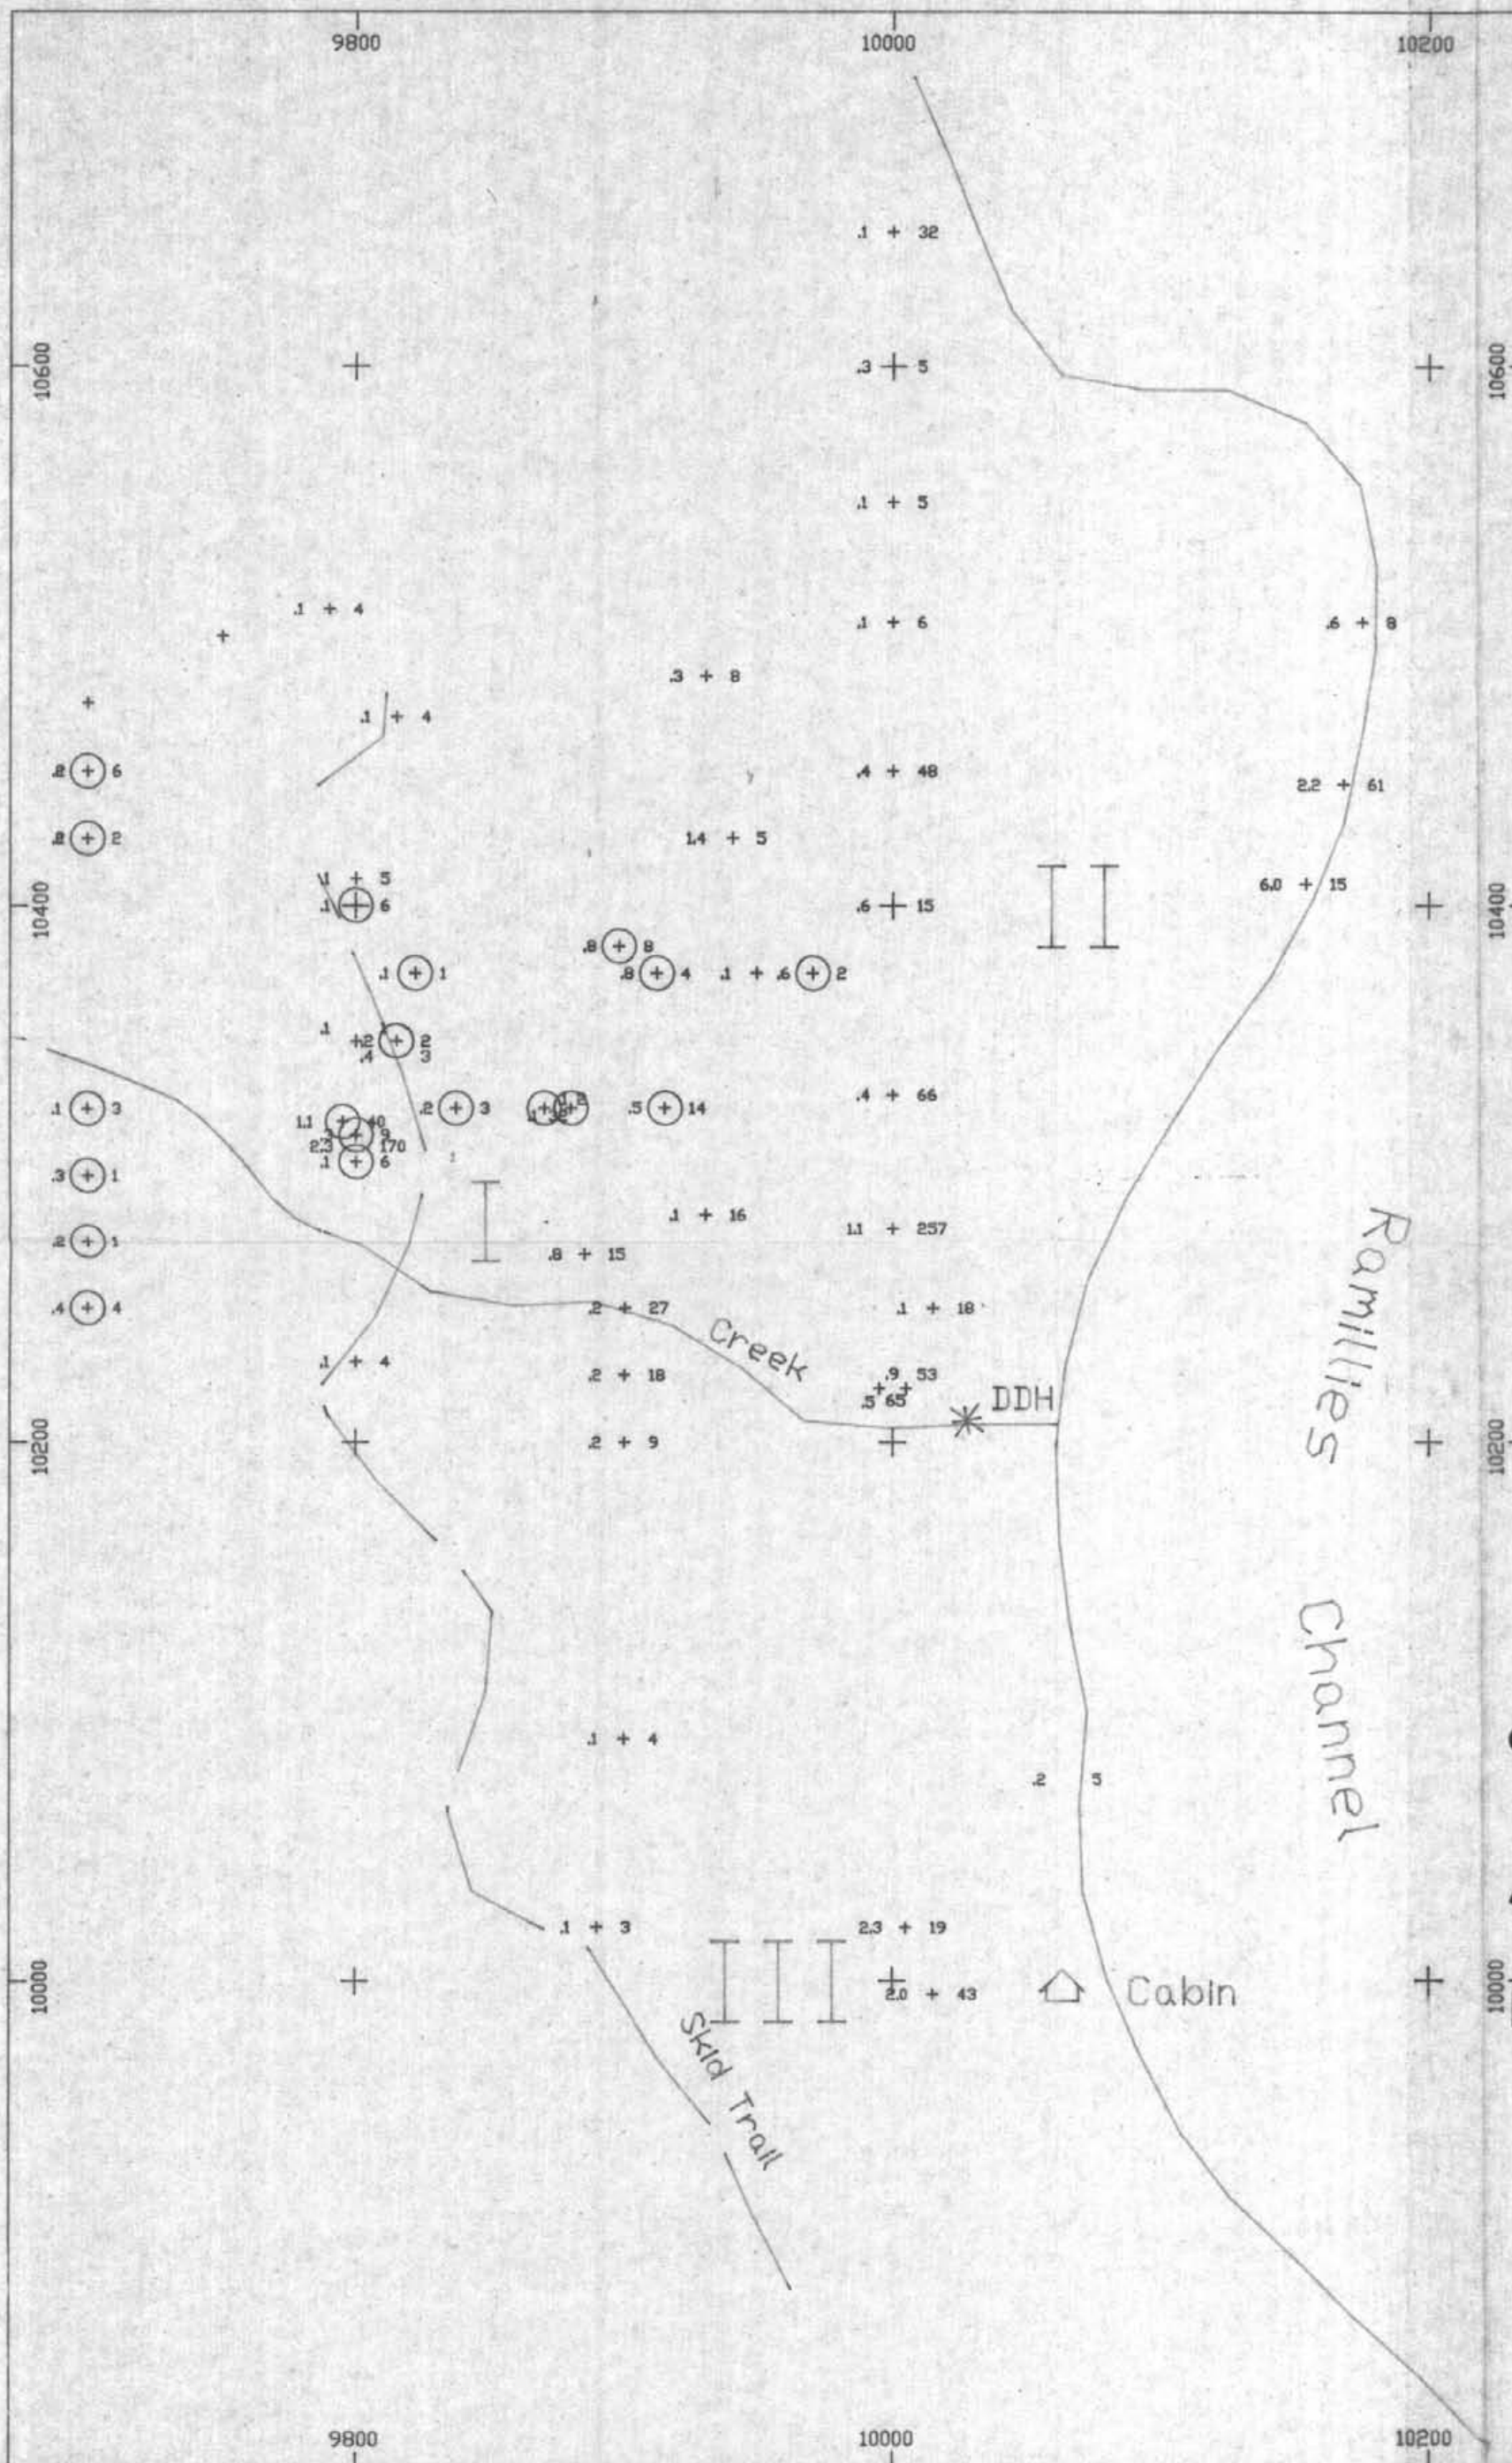 9800 10000 10200
.1 + 32
10600 10600
.3 + 5
.1 + 5
.1 + 4
.1 + 6
.6 + 8
+
.3 + 8
+
.1 + 4
.2 + 6
.4 + 48
2.2 + 61
.2 + 2
1.4 + 5
.1 + 5
6.0 + 15
10400 10400
.1 + 6
.6 + 15
.8 + 8
.1 + 1
.8 + 4
.1 +
.6 + 2
.1
+ .2 + 2
.4 3
.4 + 66
.1 + 3
.2 + 3
.5 + 14
1.1 + 40
9
2.3 170
.1 + 6
.3 + 1
.1 + 16
1.1 + 257
.2 + 1
.8 + 15
.4 + 4
.2 + 27
.1 + 18
Creek
Ramillies
.1 + 4
.2 + 18
.9 53
.5 65
DDH
10200 10200
.2 + 9
Channel
.1 + 4
.2 5
.1 + 3
2.3 + 19
10000 10000
2.0 + 43
Cabin
Skid Trail
9800 10000 10200